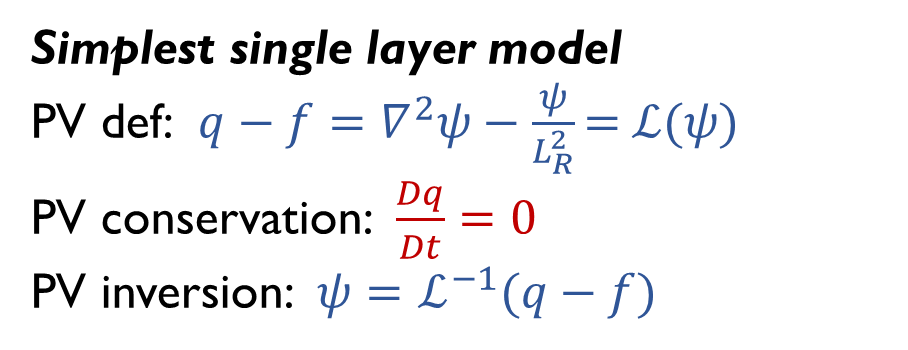 Simplest single layer model
PV def: q − f = ∇²ψ − ψ/L_R² = ℒ(ψ)
PV conservation: Dq/Dt = 0
PV inversion: ψ = ℒ⁻¹(q − f)